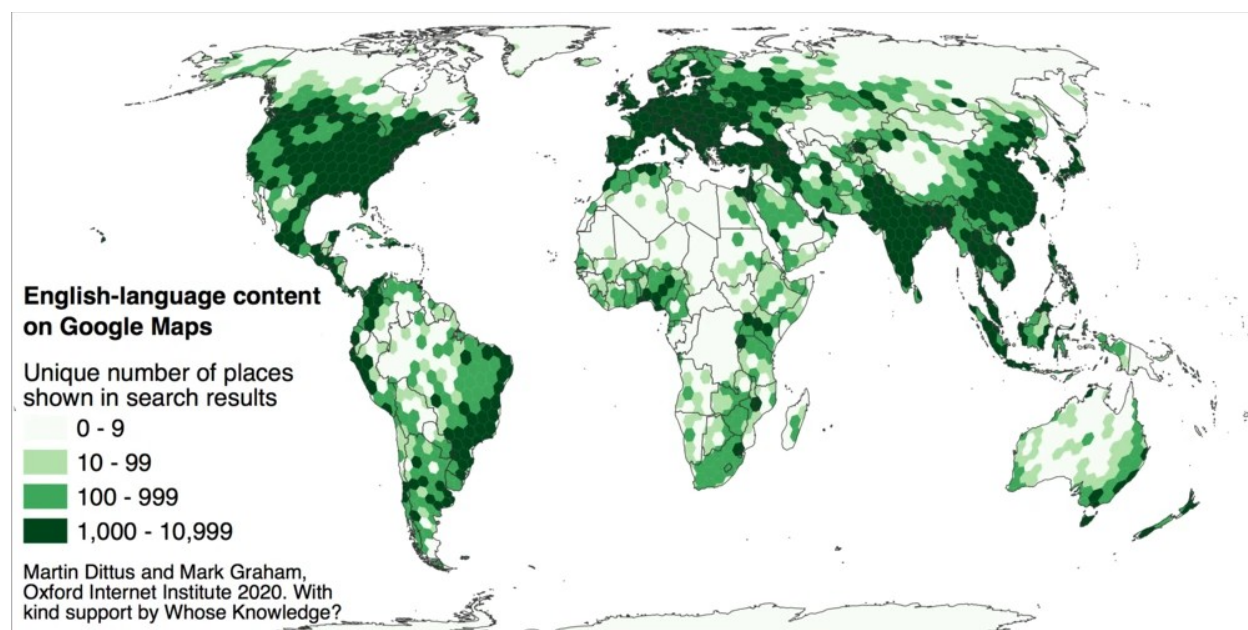 English-language content
on Google Maps
Unique number of places
shown in search results
0 - 9
10 - 99
100 - 999
1,000 - 10,999
Martin Dittus and Mark Graham,
Oxford Internet Institute 2020. With
kind support by Whose Knowledge?